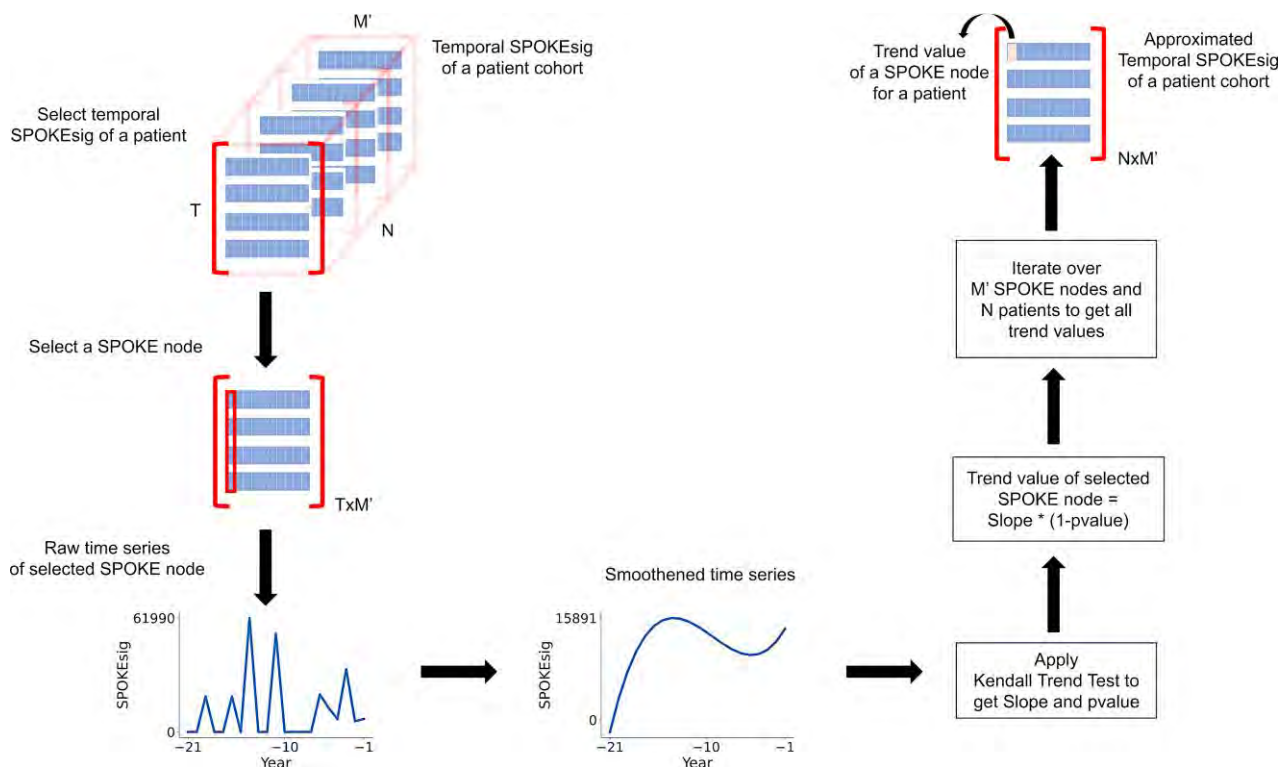 M'
Temporal SPOKEsig
of a patient cohort
Select temporal
SPOKEsig of a patient
T
N
Select a SPOKE node
TxM'
Raw time series
of selected SPOKE node
61990
SPOKEsig
0
−21
−10
−1
Year
Smoothened time series
15891
SPOKEsig
0
−21
−10
−1
Year
Apply
Kendall Trend Test to
get Slope and pvalue
Trend value of selected
SPOKE node =
Slope * (1-pvalue)
Iterate over
M' SPOKE nodes and
N patients to get all
trend values
Trend value
of a SPOKE node
for a patient
Approximated
Temporal SPOKEsig
of a patient cohort
NxM'